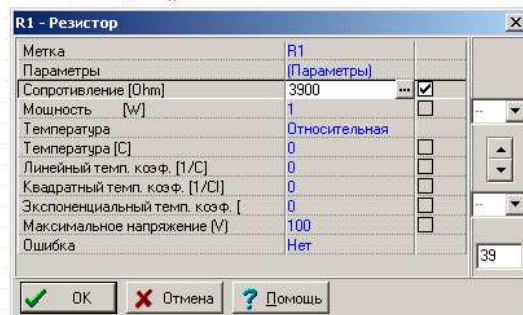 R1 - Резистор
Метка R1
Параметры (Параметры)
Сопротивление [Ohm] 3900 ...
Мощность [W] 1
Температура Относительная
Температура [C] 0
Линейный темп. коэф. [1/C] 0
Квадратный темп. коэф. [1/Cl] 0
Экспоненциальный темп. коэф. [ 0
Максимальное напряжение (V) 100
Ошибка Нет
--
--
39
OK Отмена ? Помощь